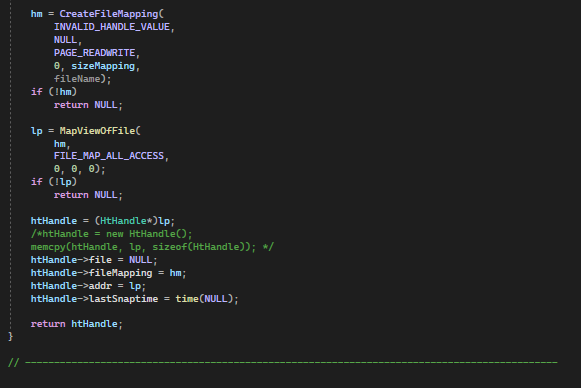 hm = CreateFileMapping(
INVALID_HANDLE_VALUE,
NULL,
PAGE_READWRITE,
0, sizeMapping,
fileName);
if (!hm)
return NULL;
lp = MapViewOfFile(
hm,
FILE_MAP_ALL_ACCESS,
0, 0, 0);
if (!lp)
return NULL;
htHandle = (HtHandle*)lp;
/*htHandle = new HtHandle();
memcpy(htHandle, lp, sizeof(HtHandle)); */
htHandle->file = NULL;
htHandle->fileMapping = hm;
htHandle->addr = lp;
htHandle->lastSnaptime = time(NULL);
return htHandle;
}
// -------------------------------------------------------------------------------------------